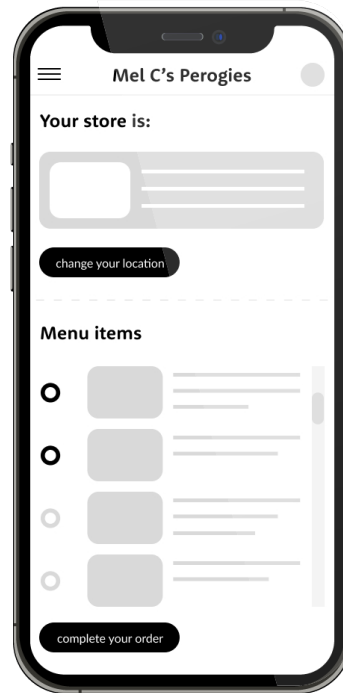 Mel C's Perogies
Your store is:
change your location
Menu items
complete your order